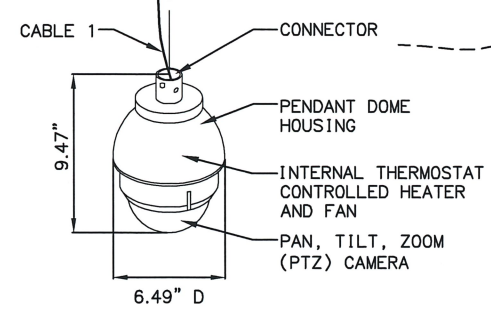 CABLE 1
CONNECTOR
PENDANT DOME
HOUSING
9.47"
INTERNAL THERMOSTAT
CONTROLLED HEATER
AND FAN
PAN, TILT, ZOOM
(PTZ) CAMERA
6.49" D